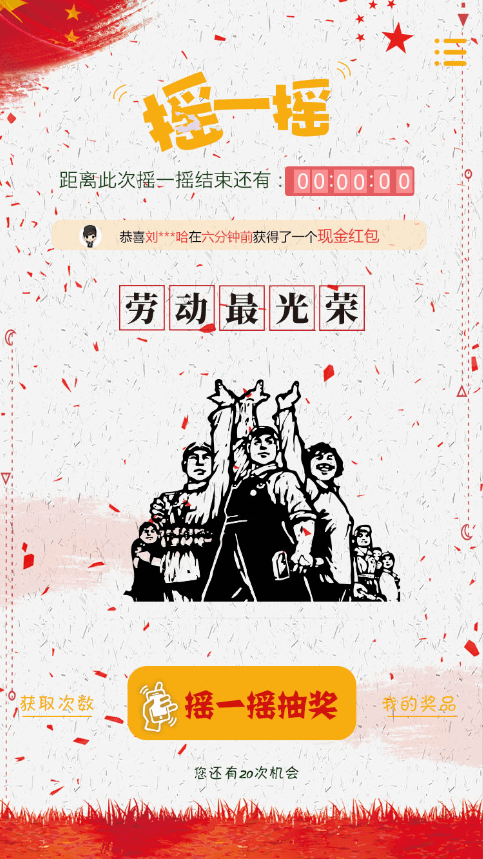 摇一摇
距离此次摇一摇结束还有：00:00:00
恭喜刘***哈在六分钟前获得了一个现金红包
劳动最光荣
获取次数
摇一摇抽奖
我的奖品
您还有20次机会